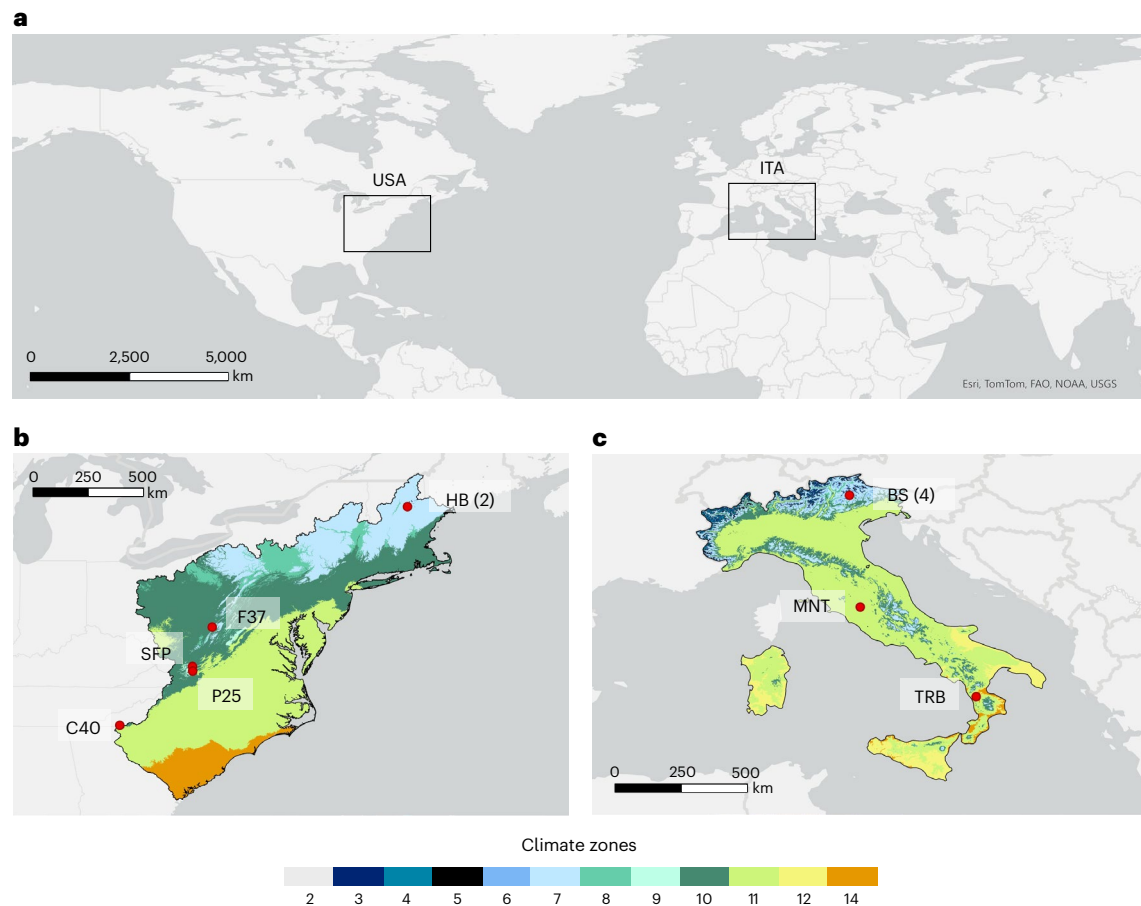 a
USA
ITA
0 2,500 5,000
km
Esri, TomTom, FAO, NOAA, USGS
b
0 250 500
km
HB (2)
F37
SFP
P25
C40
c
BS (4)
MNT
TRB
0 250 500
km
Climate zones
2 3 4 5 6 7 8 9 10 11 12 14